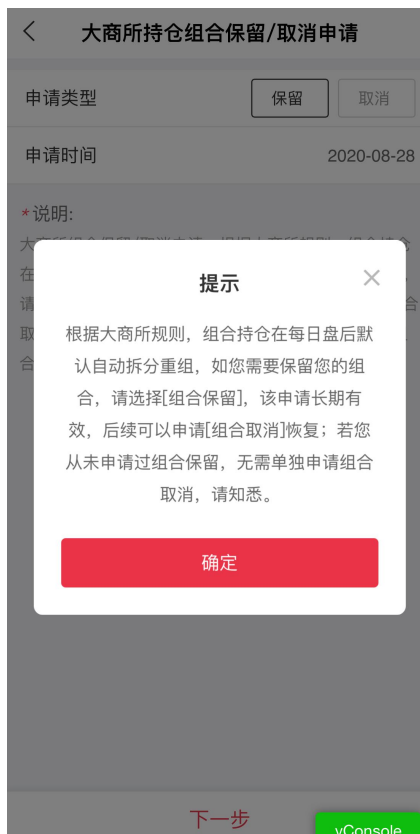 大商所持仓组合保留/取消申请
申请类型
保留
取消
申请时间
2020-08-28
*说明:
提示
根据大商所规则，组合持仓在每日盘后默
认自动拆分重组，如您需要保留您的组
合，请选择[组合保留]，该申请长期有
效，后续可以申请[组合取消]恢复；若您
从未申请过组合保留，无需单独申请组合
取消，请知悉。
确定
下一步
vConsole